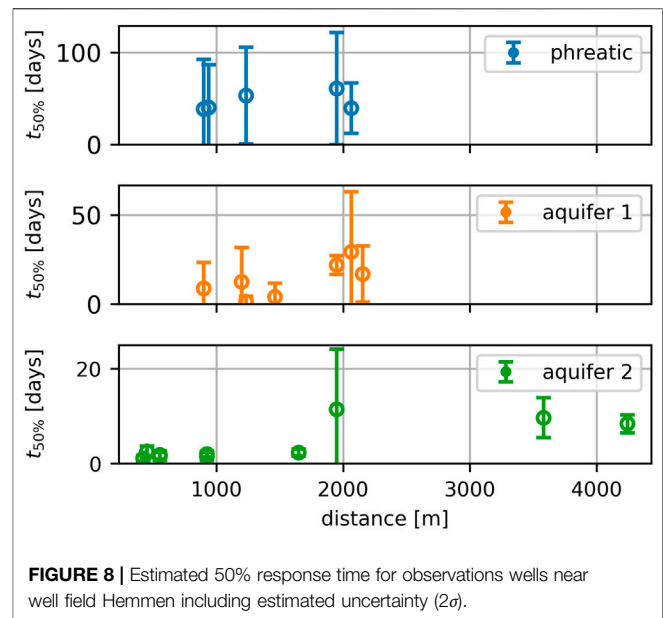 100
0
t50% [days]
phreatic
50
0
t50% [days]
aquifer 1
20
0
t50% [days]
aquifer 2
1000 2000 3000 4000
distance [m]
FIGURE 8 | Estimated 50% response time for observations wells near
well field Hemmen including estimated uncertainty (2σ).